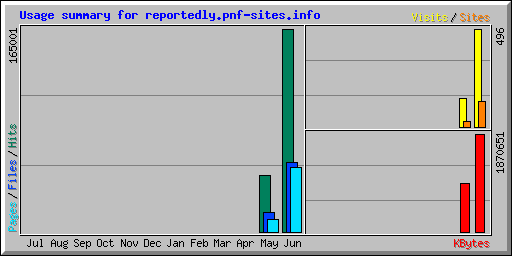 Usage summary for reportedly.pnf-sites.info
Visits / Sites
165001
496
Pages / Files / Hits
1870651
Jul Aug Sep Oct Nov Dec Jan Feb Mar Apr May Jun
KBytes